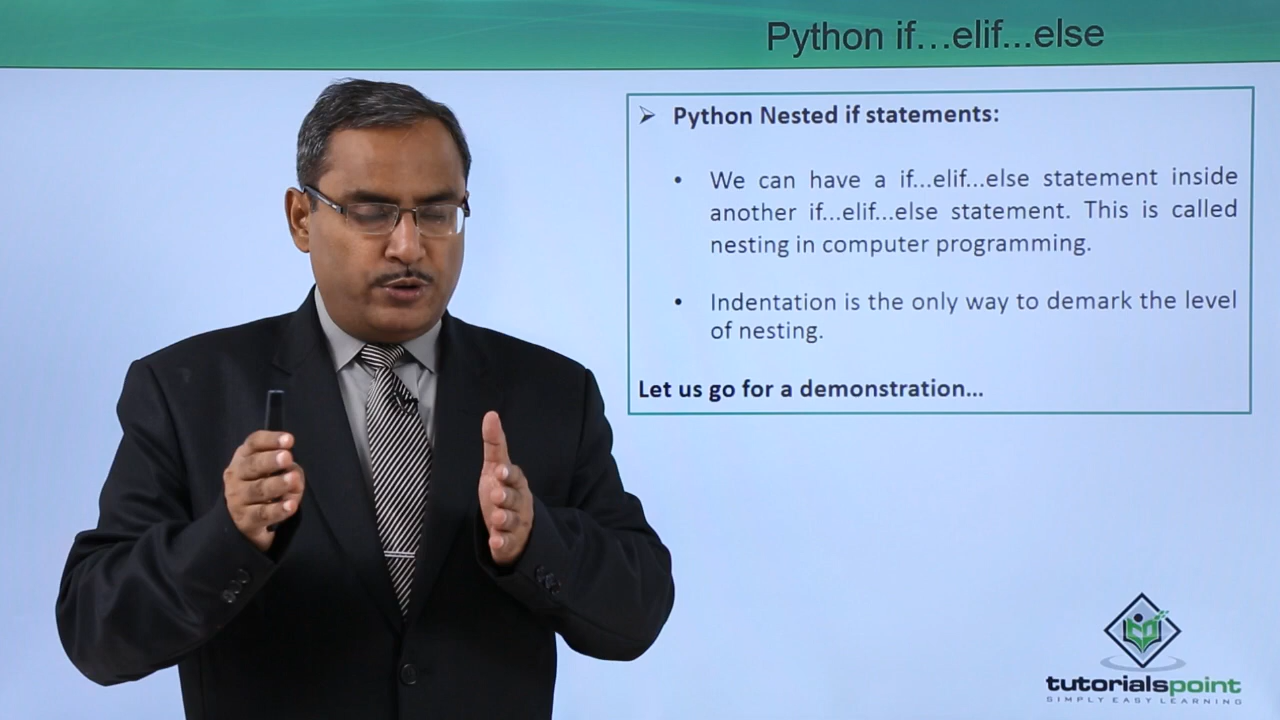 Python if...elif...else
➢ Python Nested if statements:
• We can have a if...elif...else statement inside
another if...elif...else statement. This is called
nesting in computer programming.
• Indentation is the only way to demark the level
of nesting.
Let us go for a demonstration...
tutorialspoint
SIMPLY EASY LEARNING